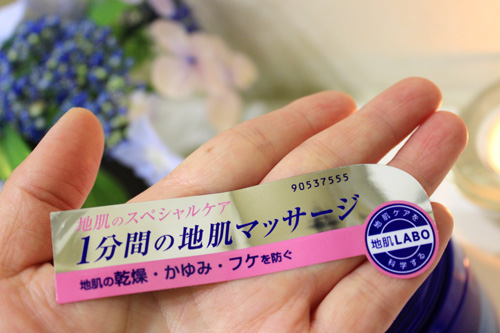 90537555
地肌のスペシャルケア
1分間の地肌マッサージ
地肌の乾燥・かゆみ・フケを防ぐ
地肌ケアを
地肌LABO
科学する